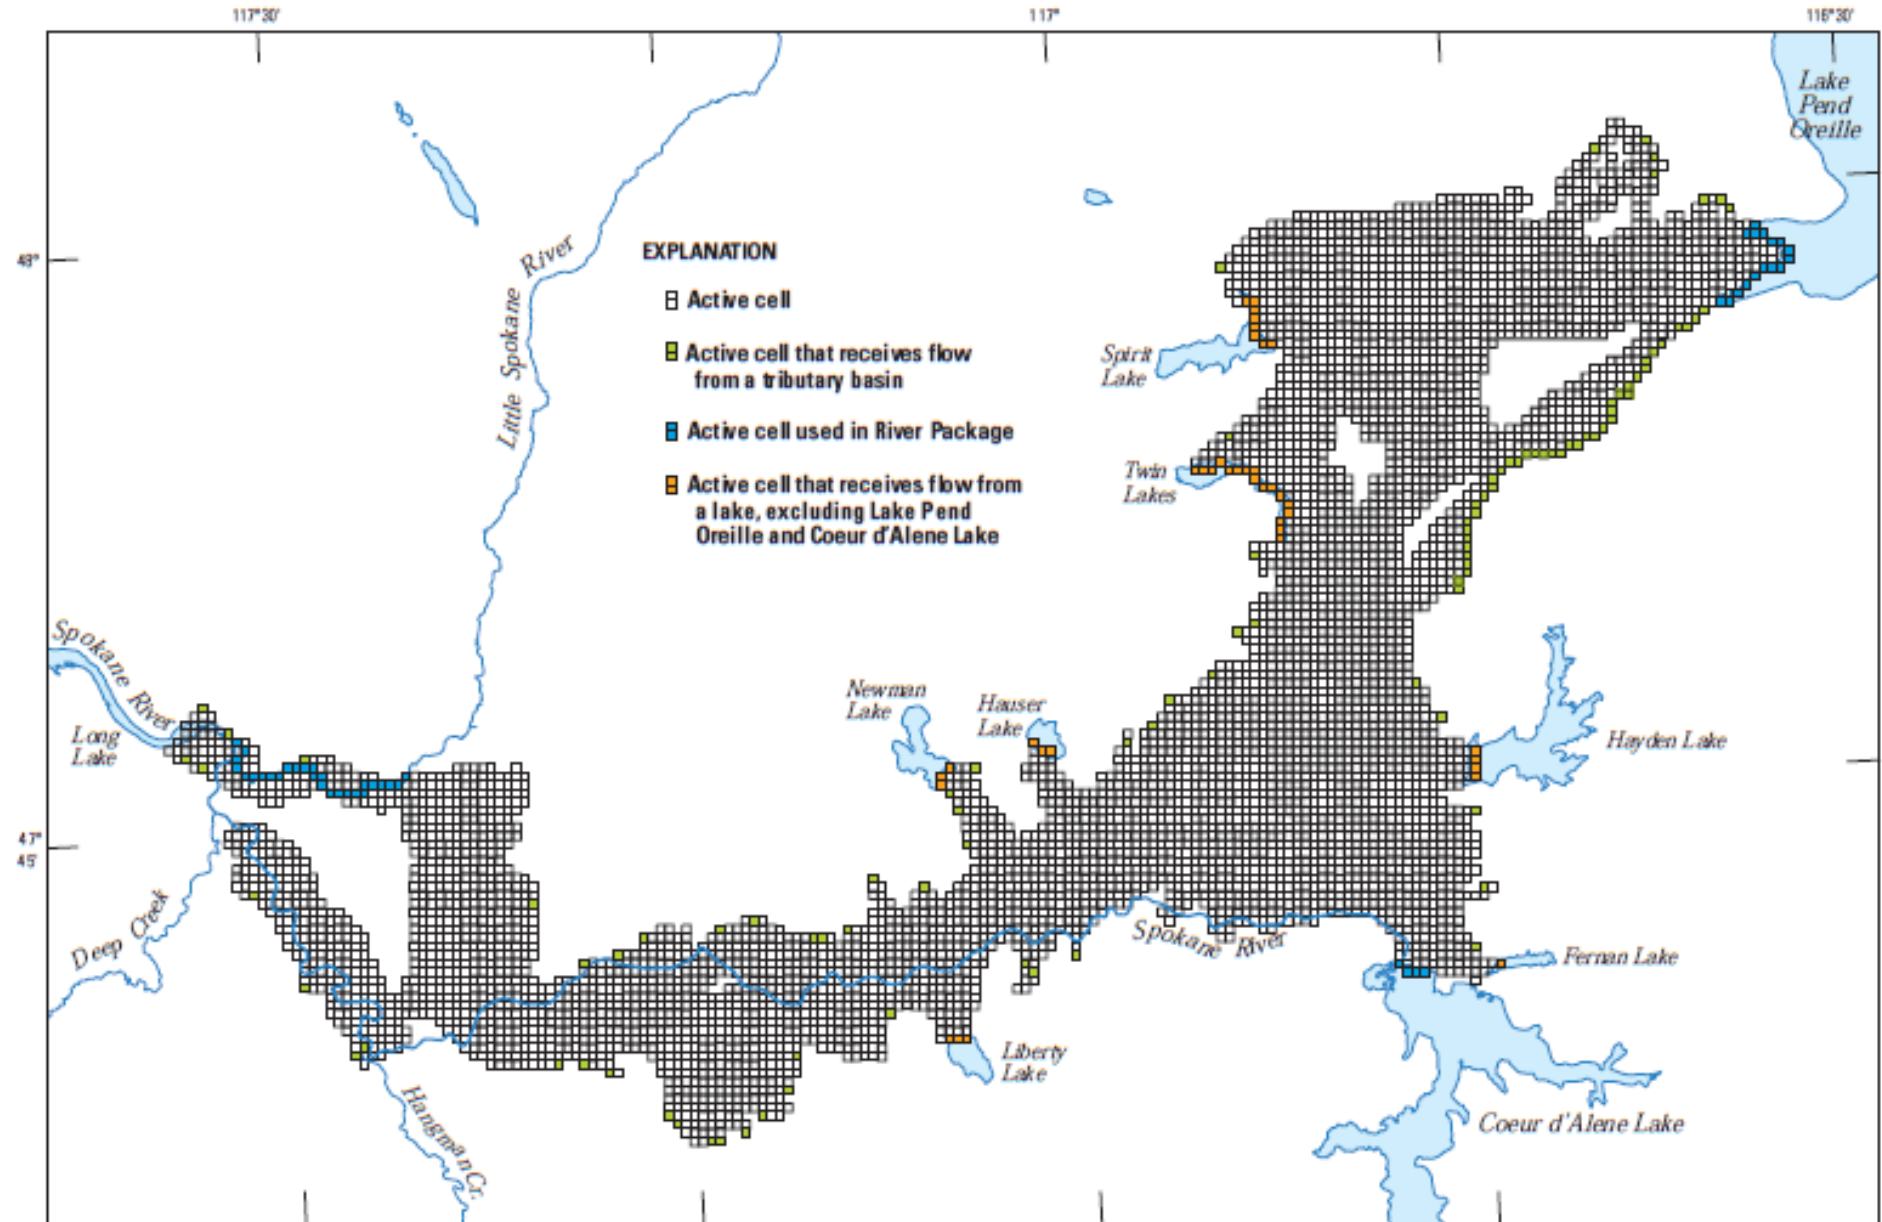 117°30'
117°
116°30'
Lake
Pend
Oreille
48°
Little Spokane River
EXPLANATION
Active cell
Active cell that receives flow
from a tributary basin
Active cell used in River Package
Active cell that receives flow from
a lake, excluding Lake Pend
Oreille and Coeur d'Alene Lake
Spirit
Lake
Twin
Lakes
Spokane River
Long
Lake
Newman
Lake
Hauser
Lake
Hayden Lake
47°
45'
Deep Creek
Spokane River
Fernan Lake
Liberty
Lake
Hangman Cr.
Coeur d'Alene Lake